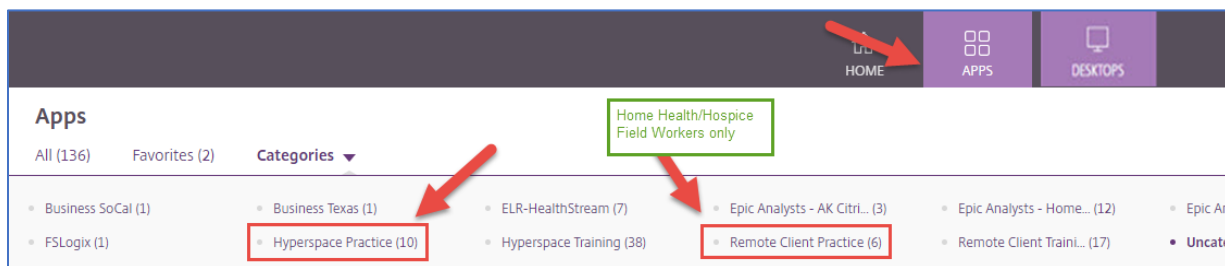 HOME APPS DESKTOPS
Apps
Home Health/Hospice
Field Workers only
All (136) Favorites (2) Categories
Business SoCal (1) Business Texas (1) ELR-HealthStream (7) Epic Analysts - AK Citri... (3) Epic Analysts - Home... (12) Epic
FSLogix (1) Hyperspace Practice (10) Hyperspace Training (38) Remote Client Practice (6) Remote Client Traini... (17)